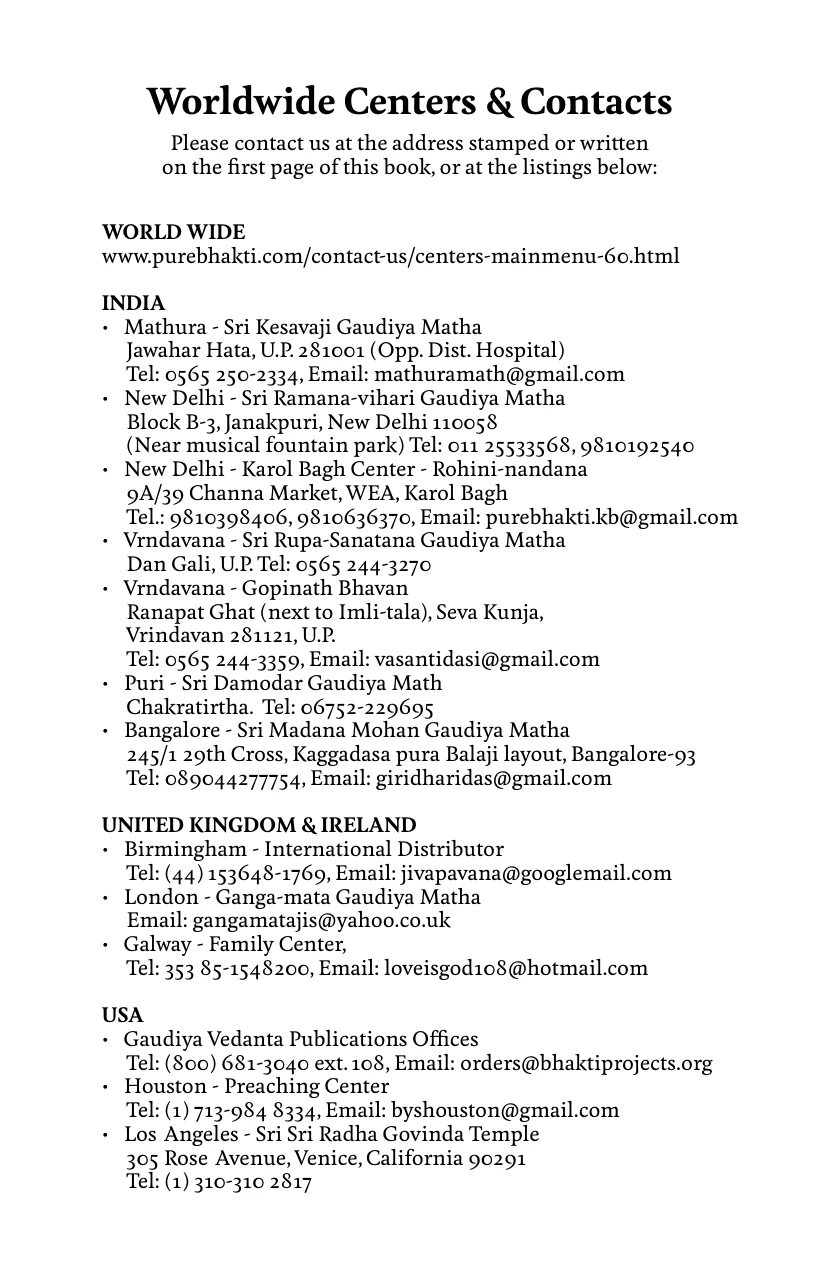 Worldwide Centers & Contacts
Please contact us at the address stamped or written
on the first page of this book, or at the listings below:
WORLD WIDE
www.purebhakti.com/contact-us/centers-mainmenu-60.html
INDIA
• Mathura - Sri Kesavaji Gaudiya Matha
Jawahar Hata, U.P. 281001 (Opp. Dist. Hospital)
Tel: 0565 250-2334, Email: mathuramath@gmail.com
• New Delhi - Sri Ramana-vihari Gaudiya Matha
Block B-3, Janakpuri, New Delhi 110058
(Near musical fountain park) Tel: 011 25533568, 9810192540
• New Delhi - Karol Bagh Center - Rohini-nandana
9A/39 Channa Market, WEA, Karol Bagh
Tel.: 9810398406, 9810636370, Email: purebhakti.kb@gmail.com
• Vrndavana - Sri Rupa-Sanatana Gaudiya Matha
Dan Gali, U.P. Tel: 0565 244-3270
• Vrndavana - Gopinath Bhavan
Ranapat Ghat (next to Imli-tala), Seva Kunja,
Vrindavan 281121, U.P.
Tel: 0565 244-3359, Email: vasantidasi@gmail.com
• Puri - Sri Damodar Gaudiya Math
Chakratirtha. Tel: 06752-229695
• Bangalore - Sri Madana Mohan Gaudiya Matha
245/1 29th Cross, Kaggadasa pura Balaji layout, Bangalore-93
Tel: 089044277754, Email: giridharidas@gmail.com
UNITED KINGDOM & IRELAND
• Birmingham - International Distributor
Tel: (44) 153648-1769, Email: jivapavana@googlemail.com
• London - Ganga-mata Gaudiya Matha
Email: gangamatajis@yahoo.co.uk
• Galway - Family Center,
Tel: 353 85-1548200, Email: loveisgod108@hotmail.com
USA
• Gaudiya Vedanta Publications Offices
Tel: (800) 681-3040 ext. 108, Email: orders@bhaktiprojects.org
• Houston - Preaching Center
Tel: (1) 713-984 8334, Email: byshouston@gmail.com
• Los Angeles - Sri Sri Radha Govinda Temple
305 Rose Avenue, Venice, California 90291
Tel: (1) 310-310 2817